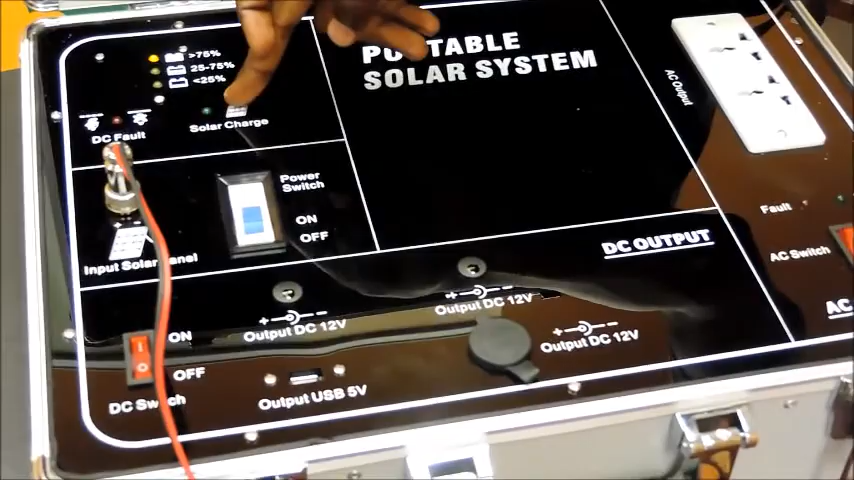 PORTABLE
SOLAR SYSTEM
>75%
25-75%
<25%
DC Fault
Solar Charge
AC Output
Power
Switch
ON
OFF
Input Solar Panel
Fault
DC OUTPUT
AC Switch
Output DC 12V
Output DC 12V
Output DC 12V
AC
ON
OFF
DC Switch
Output USB 5V